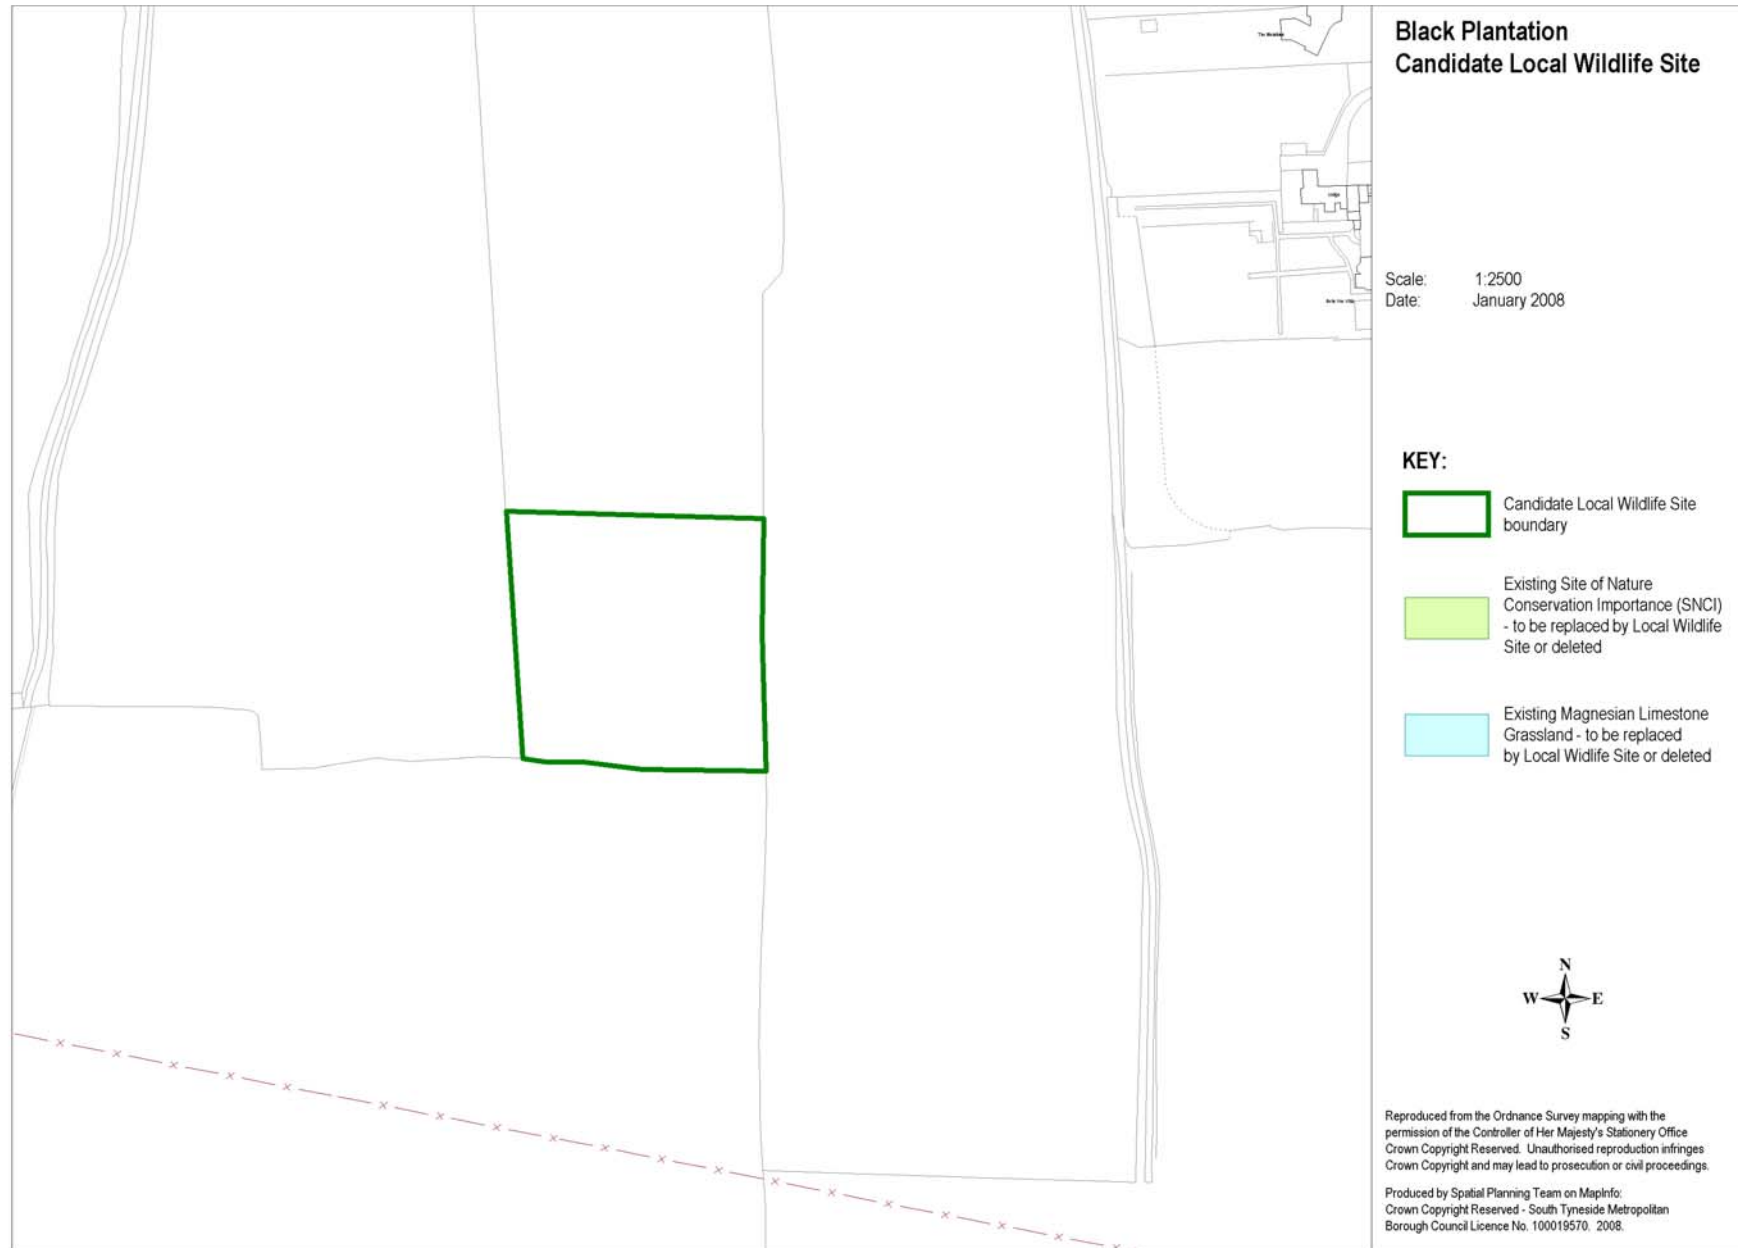 Black Plantation
Candidate Local Wildlife Site
Scale: 1:2500
Date: January 2008
KEY:
Candidate Local Wildlife Site
boundary
Existing Site of Nature
Conservation Importance (SNCI)
- to be replaced by Local Wildlife
Site or deleted
Existing Magnesian Limestone
Grassland - to be replaced
by Local Widlife Site or deleted
N
W E
S
Reproduced from the Ordnance Survey mapping with the
permission of the Controller of Her Majesty's Stationery Office
Crown Copyright Reserved. Unauthorised reproduction infringes
Crown Copyright and may lead to prosecution or civil proceedings.
Produced by Spatial Planning Team on MapInfo:
Crown Copyright Reserved - South Tyneside Metropolitan
Borough Council Licence No. 100019570. 2008.